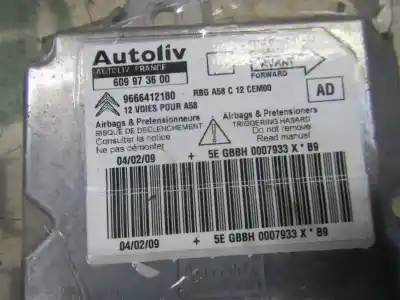 Autoliv
AUTOLIV FRANCE
609 97 36 00
AVANT
FORWARD
RBG A58 C 12 CEM00
9666412180
12 VOIES POUR A58
AD
Airbags & Pretensionneurs
RISQUE DE DECLENCHEMENT
Consulter la notice
Ne pas démonter
Airbags & Pretensioners
TRIGGERING HASARD
Do not remove
Read manual
04/02/09 + 5E GBBH 0007933 X * B9
04/02/09 + 5E GBBH 0007933 X * B9
Autoliv